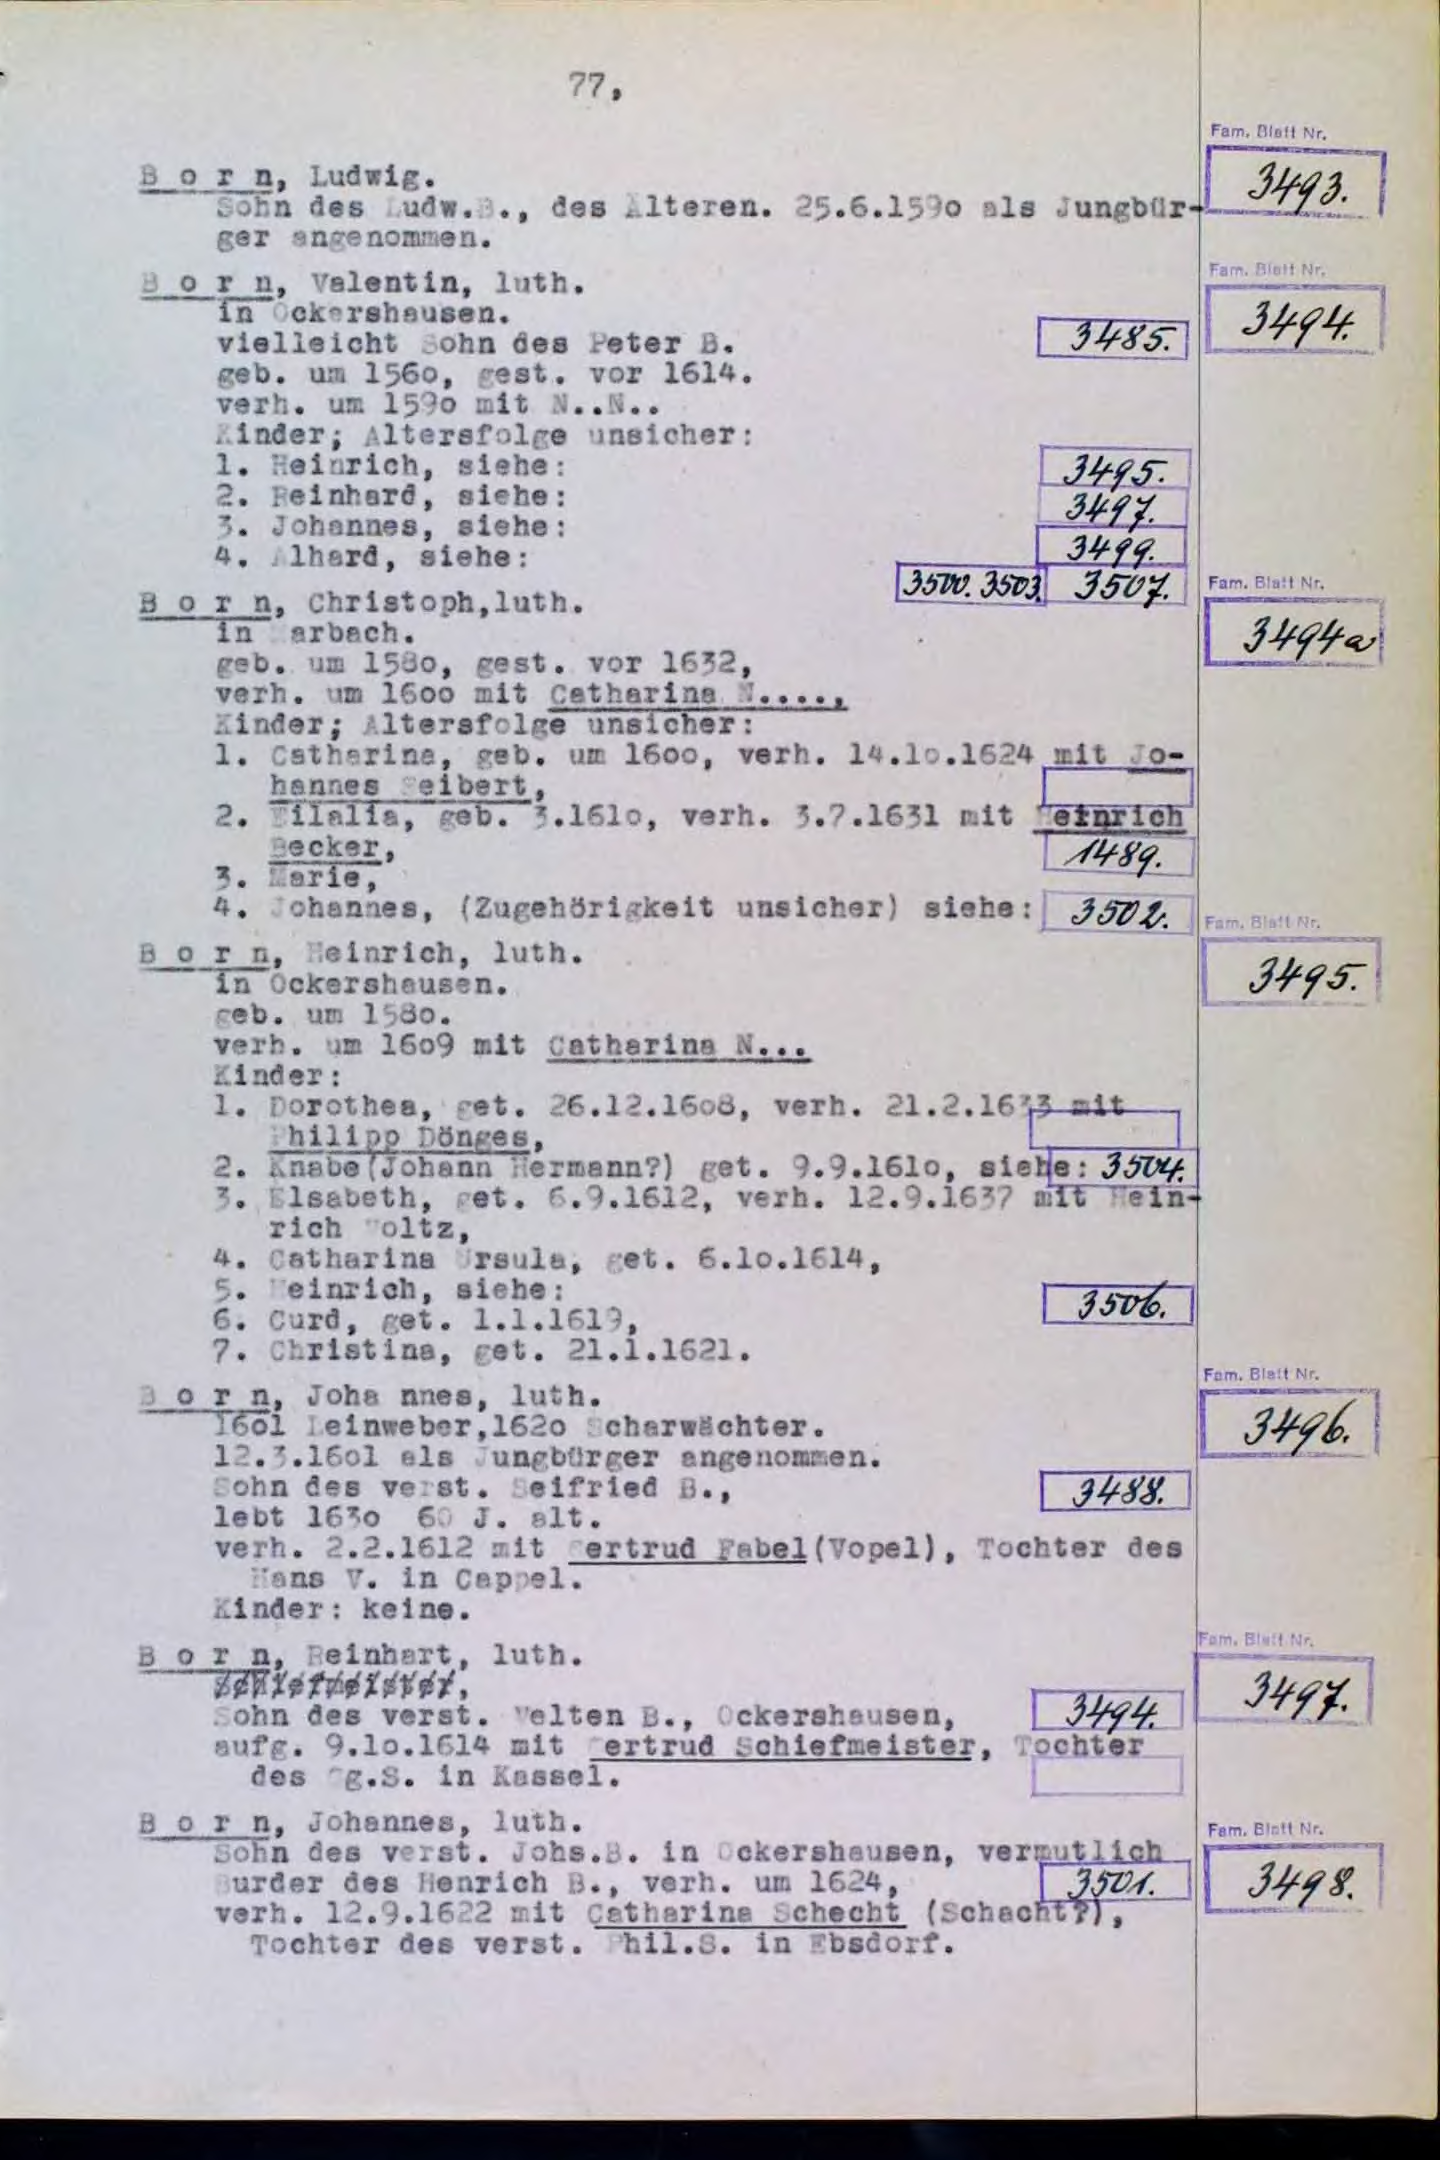 77,
Fam. Blatt Nr.
B o r n, Ludwig.
3493.
Sohn des Ludw.B., des Älteren. 25.6.159o als Jungbür-
ger angenommen.
Fam. Blatt Nr.
B o r n, Valentin, luth.
3494.
in Ockershausen.
vielleicht Sohn des Peter B. 3485.
geb. um 156o, gest. vor 1614.
verh. um 159o mit N..N..
Kinder; Altersfolge unsicher:
1. Heinrich, siehe: 3495.
2. Reinhard, siehe: 3497.
3. Johannes, siehe: 3499.
4. Alhard, siehe: 3500. 3503. 3507.
Fam. Blatt Nr.
B o r n, Christoph,luth.
3494a
in Marbach.
geb. um 158o, gest. vor 1632,
verh. um 16oo mit Catharina N....,
Kinder; Altersfolge unsicher:
1. Catharina, geb. um 16oo, verh. 14.1o.1624 mit Jo-
hannes Seibert,
2. geb. 3.161o, verh. 3.7.1631 mit Heinrich
Becker, 1489.
3. Marie,
4. Johannes, (Zugehörigkeit unsicher) siehe: 3502.
Fam. Blatt Nr.
B o r n, Heinrich, luth.
3495.
in Ockershausen.
geb. um 158o.
verh. um 16o9 mit Catharina N...
Kinder:
1. Dorothea, get. 26.12.16o8, verh. 21.2.1633 mit
Philipp Dönges,
2. Knabe(Johann Hermann?) get. 9.9.161o, siehe: 3504.
3. Elsabeth, get. 6.9.1612, verh. 12.9.1637 mit Hein-
rich
4. Catharina Ursula, get. 6.1o.1614,
5. Heinrich, siehe: 3506.
6. Curd, get. 1.1.1619,
7. Christina, get. 21.1.1621.
Fam. Blatt Nr.
B o r n, Joha nnes, luth.
3496.
16o1 Leinweber,162o Scharwächter.
12.3.16o1 als Jungbürger angenommen.
Sohn des verst. Seifried B., 3488.
lebt 163o 60 J. alt.
verh. 2.2.1612 mit Gertrud Fabel(Vopel), Tochter des
Hans V. in Cappel.
Kinder: keine.
Fam. Blatt Nr.
B o r n, Reinhart, luth.
3497.
Schiefmeister,
Sohn des verst. Velten B., Ockershausen, 3494.
aufg. 9.1o.1614 mit Gertrud Schiefmeister, Tochter
des Gg.S. in Kassel.
Fam. Blatt Nr.
B o r n, Johannes, luth.
3498.
Sohn des verst. Johs.B. in Ockershausen, vermutlich
Burder des Henrich B., verh. um 1624, 3501.
verh. 12.9.1622 mit Catharina Schecht (Schacht?),
Tochter des verst. Phil.S. in Ebsdorf.